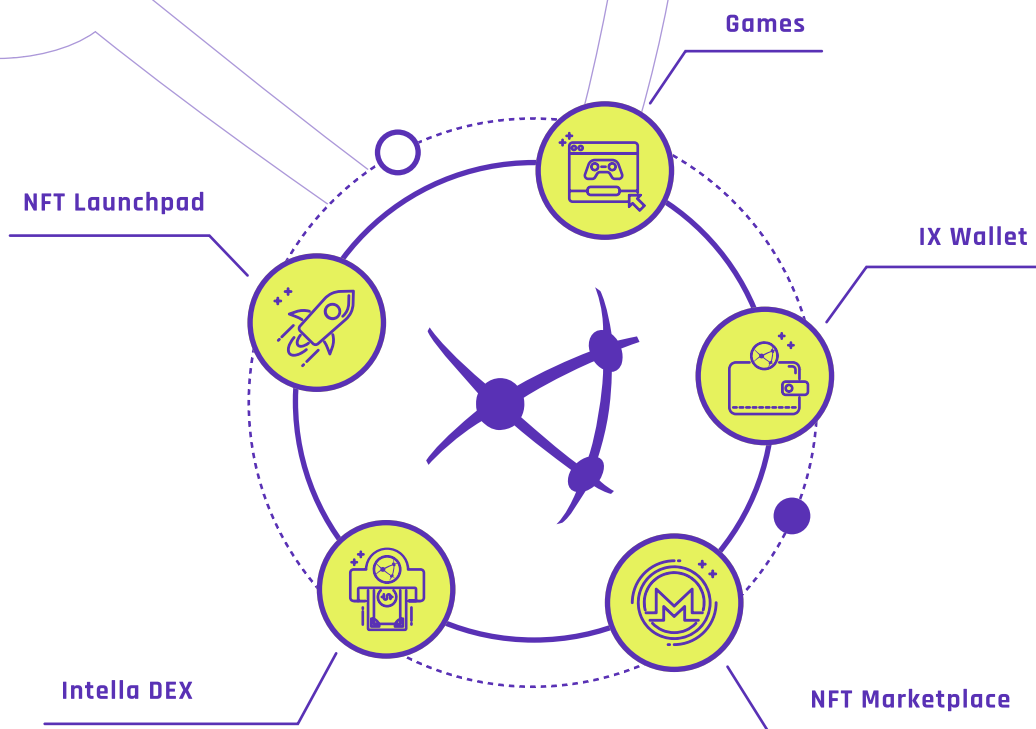 Games
NFT Launchpad
IX Wallet
Intella DEX
NFT Marketplace